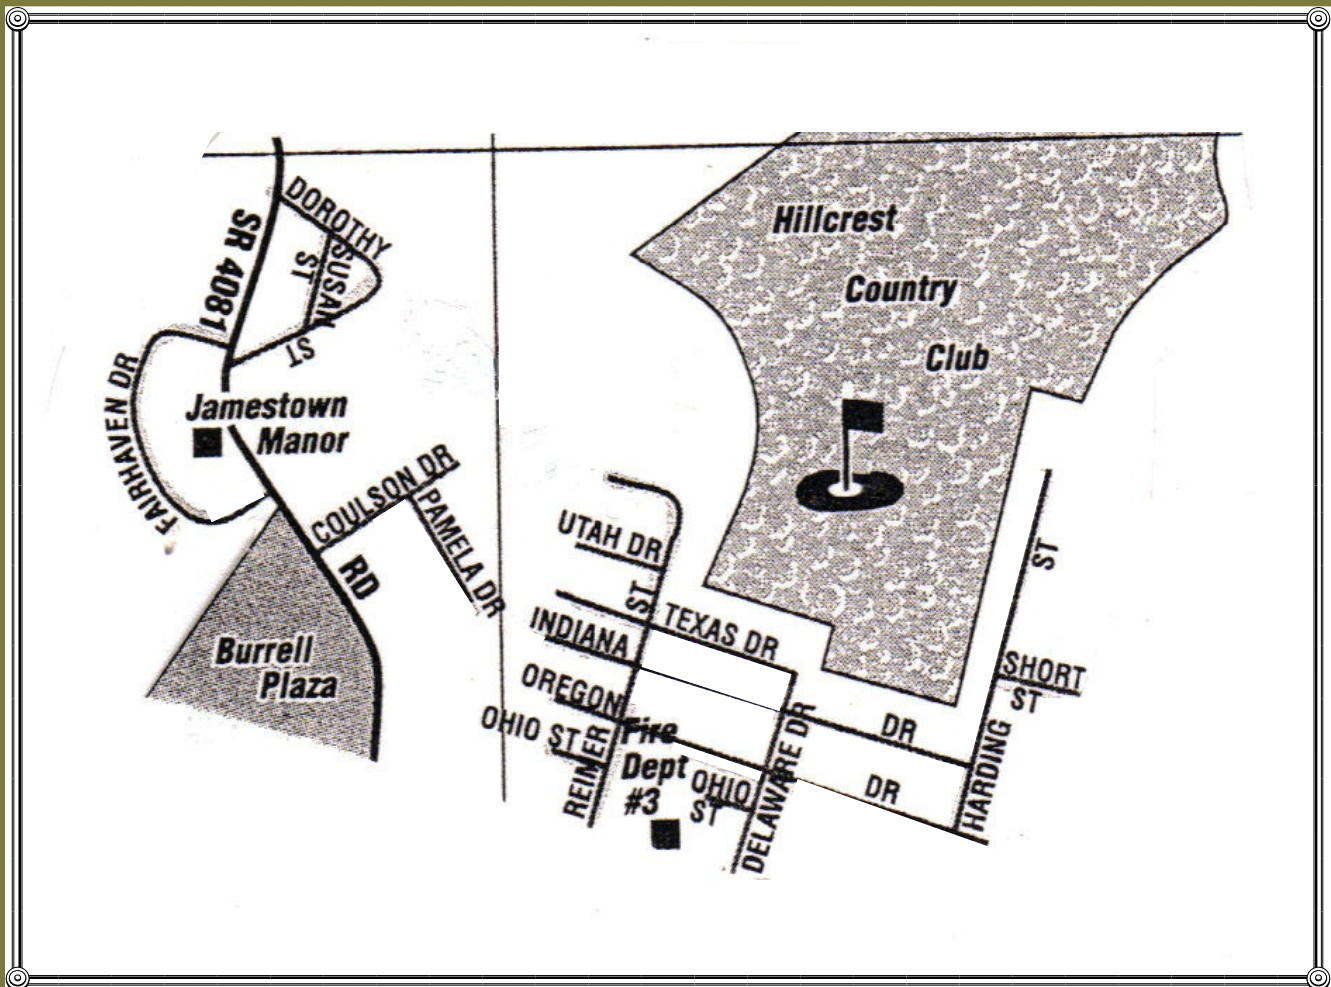 DOROTHY
SR 4081
SUSAN
ST
ST
FAIRHAVEN DR
Jamestown
Manor
COULSON DR
PAMELA DR
RD
Burrell
Plaza
Hillcrest
Country
Club
UTAH DR
ST
TEXAS DR
INDIANA
DR
OREGON
DR
OHIO ST
REINER
Fire
Dept
#3
OHIO
ST
DELAWARE DR
HARDING
ST
SHORT
ST